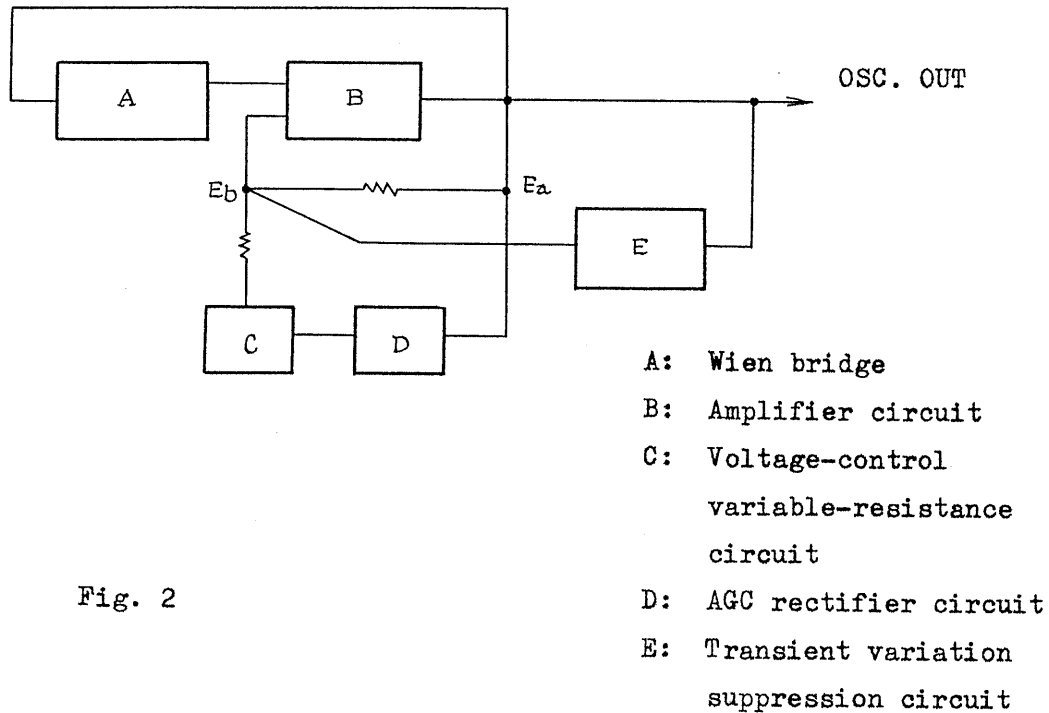 A
B
OSC. OUT
Eb
Ea
E
C
D
A: Wien bridge
B: Amplifier circuit
C: Voltage-control
variable-resistance
circuit
Fig. 2
D: AGC rectifier circuit
E: Transient variation
suppression circuit